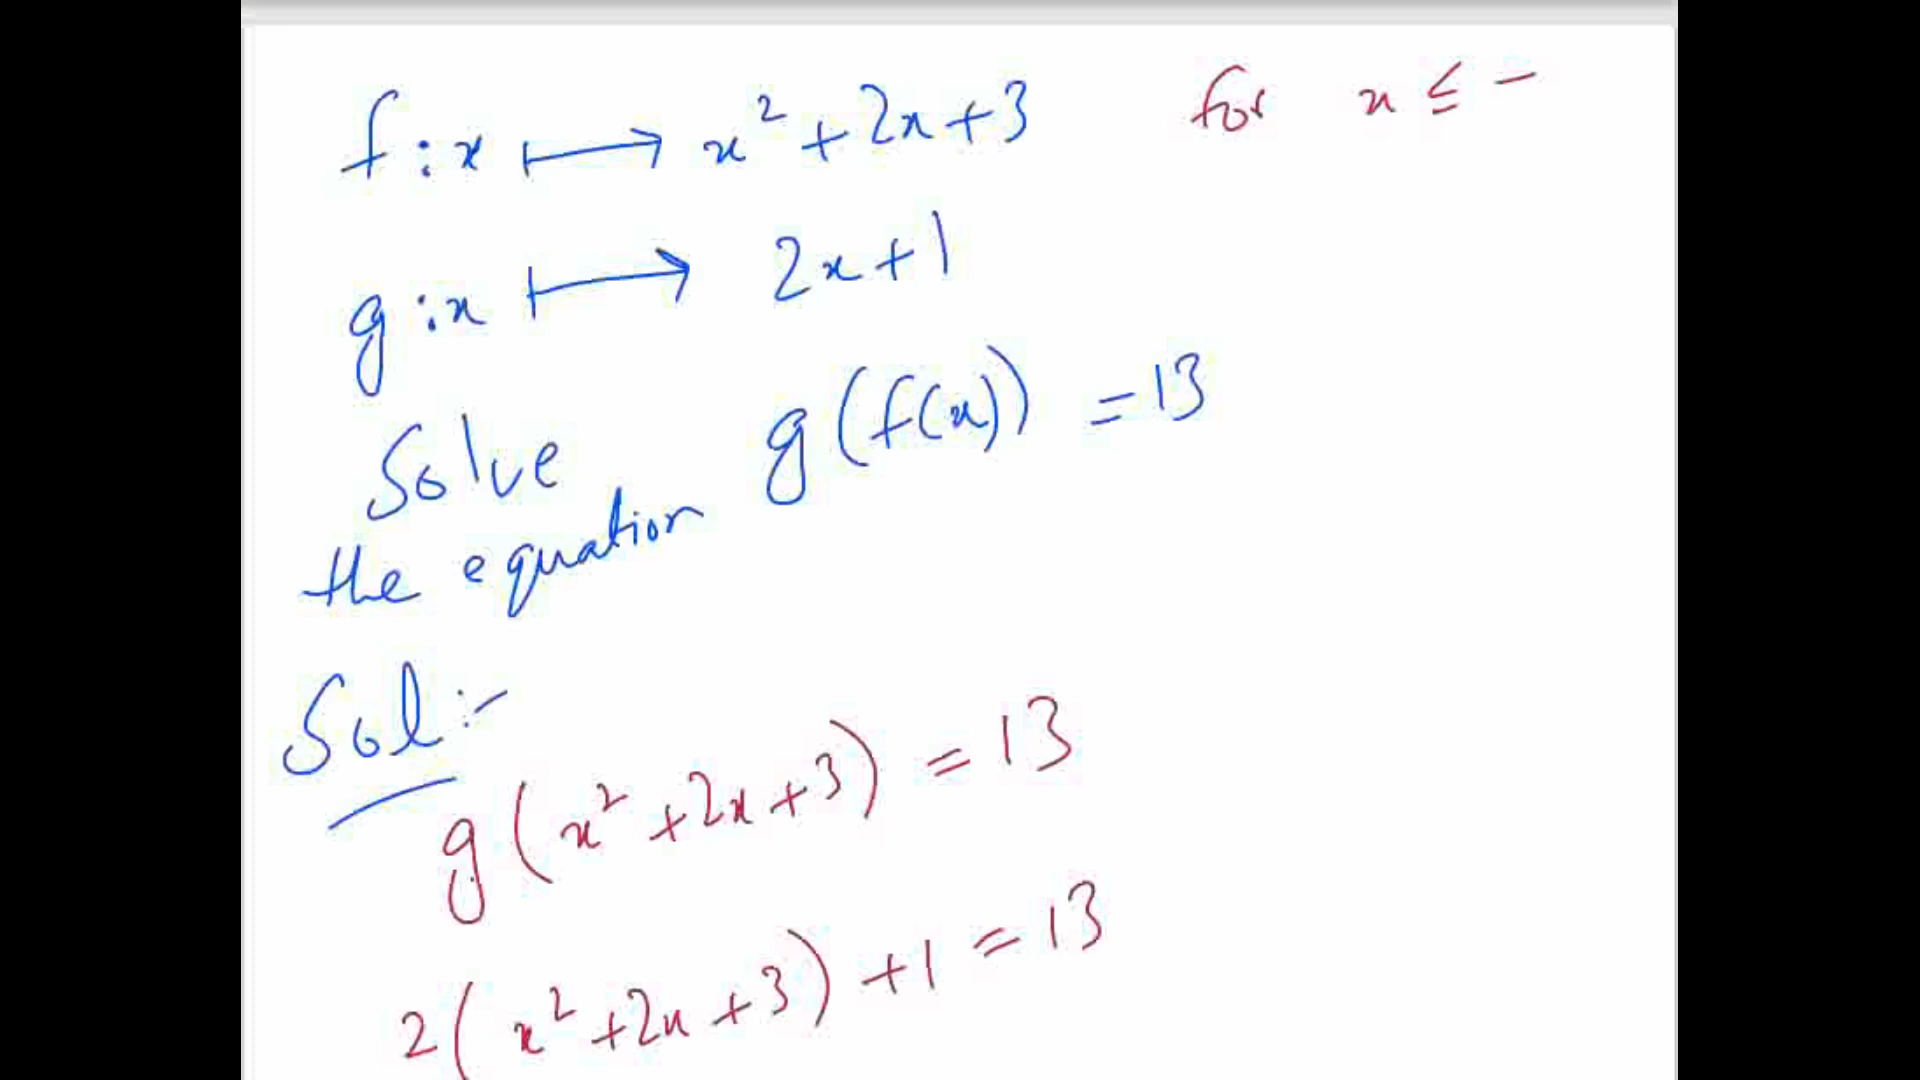 f : x ⟼ x² + 2x + 3 for x ≤ -
g : x ⟼ 2x + 1
Solve g(f(x)) = 13
the equation
Sol :-
g(x² + 2x + 3) = 13
2(x² + 2x + 3) + 1 = 13